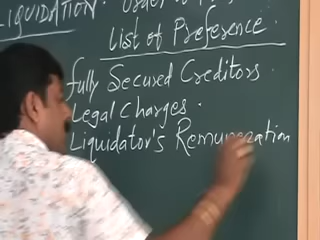 LIQUIDATION. Order of
List of Preference.
fully Secured Creditors.
Legal Charges.
Liquidator's Remuneration